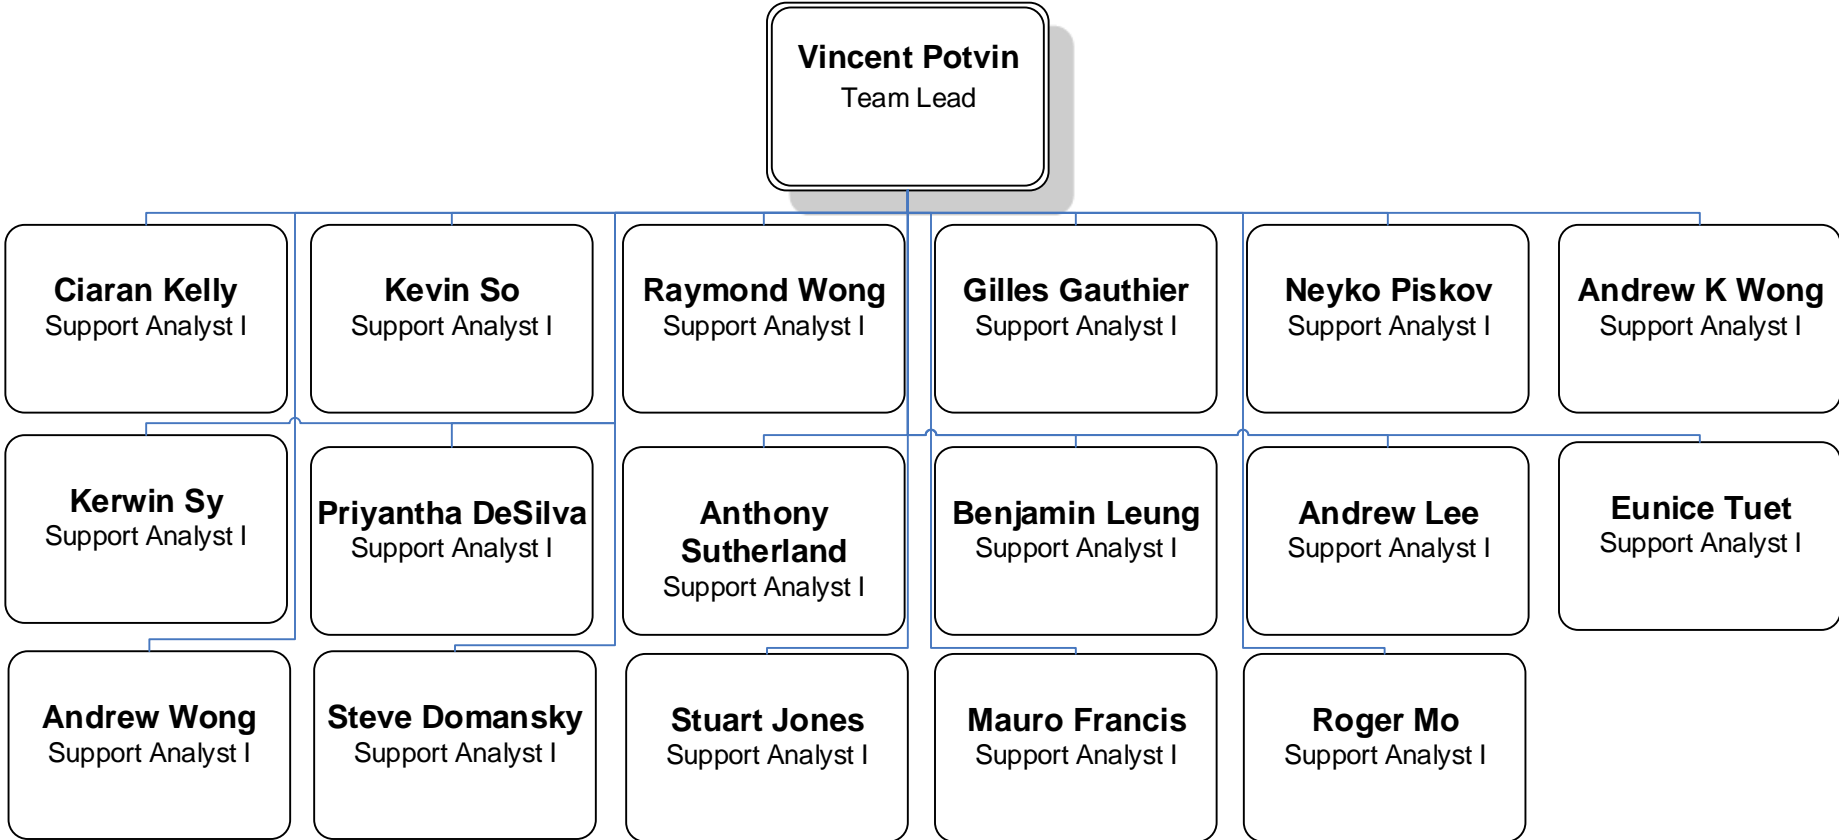 Vincent Potvin
Team Lead
Ciaran Kelly
Support Analyst I
Kevin So
Support Analyst I
Raymond Wong
Support Analyst I
Gilles Gauthier
Support Analyst I
Neyko Piskov
Support Analyst I
Andrew K Wong
Support Analyst I
Kerwin Sy
Support Analyst I
Priyantha DeSilva
Support Analyst I
Anthony
Sutherland
Support Analyst I
Benjamin Leung
Support Analyst I
Andrew Lee
Support Analyst I
Eunice Tuet
Support Analyst I
Andrew Wong
Support Analyst I
Steve Domansky
Support Analyst I
Stuart Jones
Support Analyst I
Mauro Francis
Support Analyst I
Roger Mo
Support Analyst I